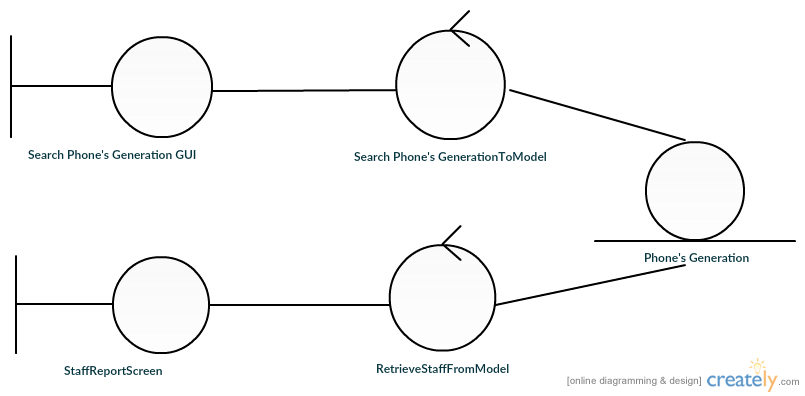 Search Phone's Generation GUI
Search Phone's GenerationToModel
Phone's Generation
StaffReportScreen
RetrieveStaffFromModel
[online diagramming & design] creately.com